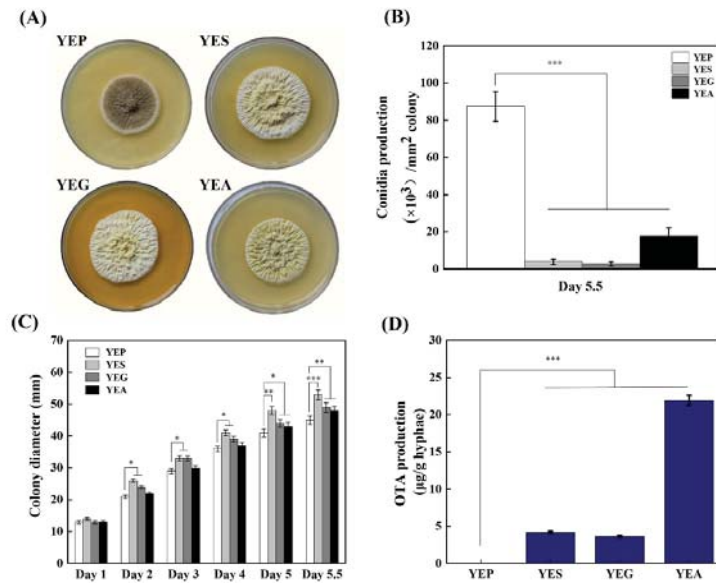 (A)
YEP
YES
YEG
YEA
(B)
Conidia production
(×10³) /mm² colony
120
100
80
60
40
20
0
***
YEP
YES
YEG
YEA
Day 5.5
(C)
Colony diameter (mm)
70
60
50
40
30
20
10
0
YEP
YES
YEG
YEA
*
*
*
*
**
**
***
Day 1
Day 2
Day 3
Day 4
Day 5
Day 5.5
(D)
OTA production
(μg/g hyphae)
30
25
20
15
10
5
0
***
YEP
YES
YEG
YEA